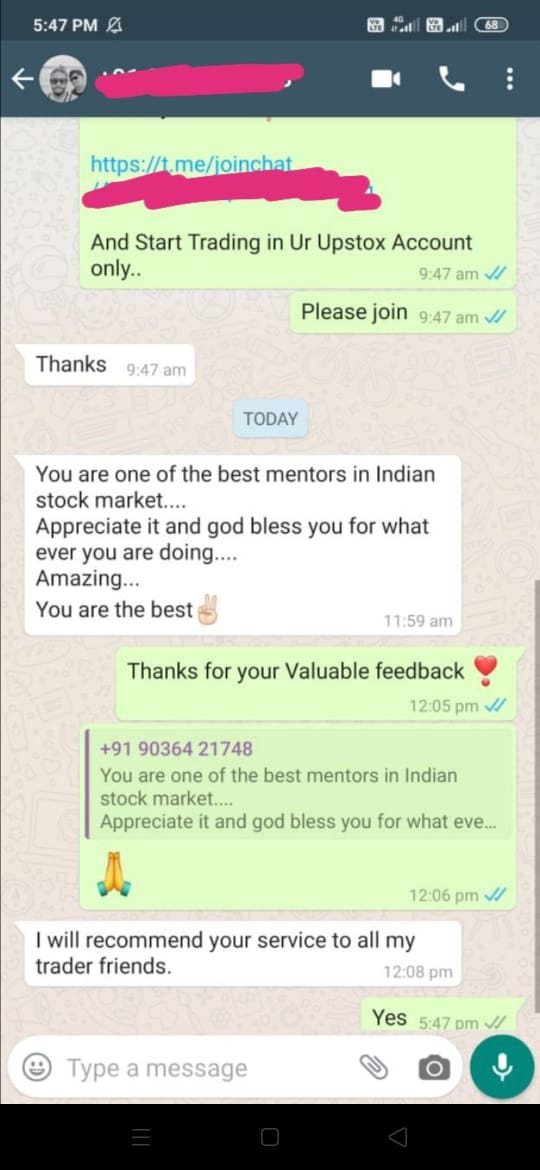 5:47 PM
Vo LTE 4G Vo LTE 68
https://t.me/joinchat
And Start Trading in Ur Upstox Account
only..
9:47 am
Please join 9:47 am
Thanks 9:47 am
TODAY
You are one of the best mentors in Indian
stock market....
Appreciate it and god bless you for what
ever you are doing....
Amazing...
You are the best✌🏻
11:59 am
Thanks for your Valuable feedback ❣️
12:05 pm
+91 90364 21748
You are one of the best mentors in Indian
stock market....
Appreciate it and god bless you for what eve...
🙏
12:06 pm
I will recommend your service to all my
trader friends.
12:08 pm
Yes 5:47 pm
Type a message